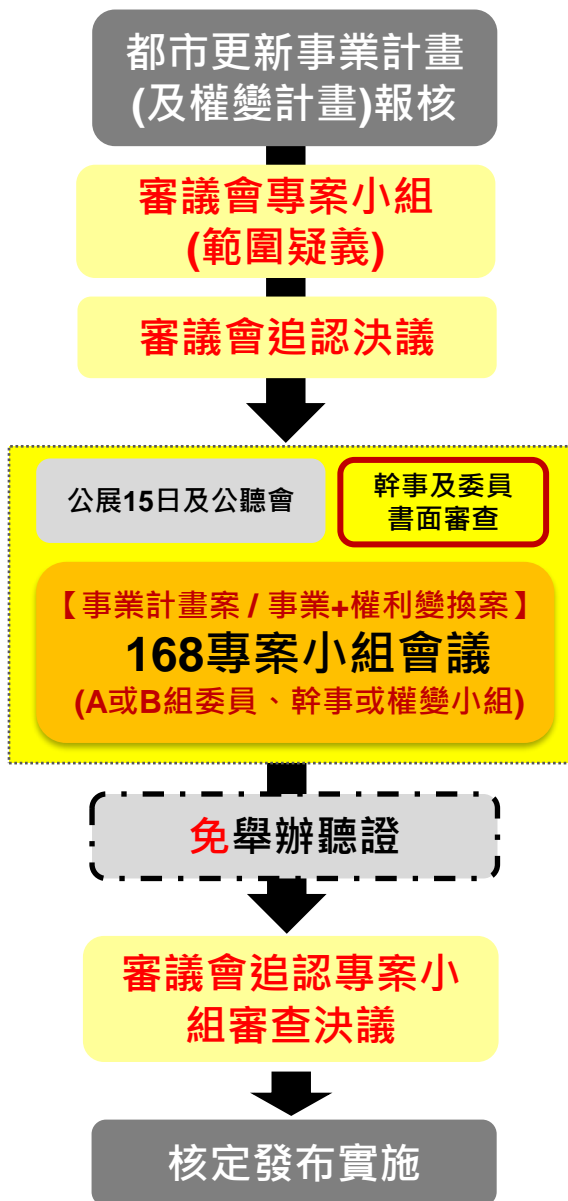 都市更新事業計畫
(及權變計畫)報核
審議會專案小組
(範圍疑義)
審議會追認決議
公展15日及公聽會
幹事及委員
書面審查
【事業計畫案 / 事業+權利變換案】
168專案小組會議
(A或B組委員、幹事或權變小組)
免舉辦聽證
審議會追認專案小
組審查決議
核定發布實施